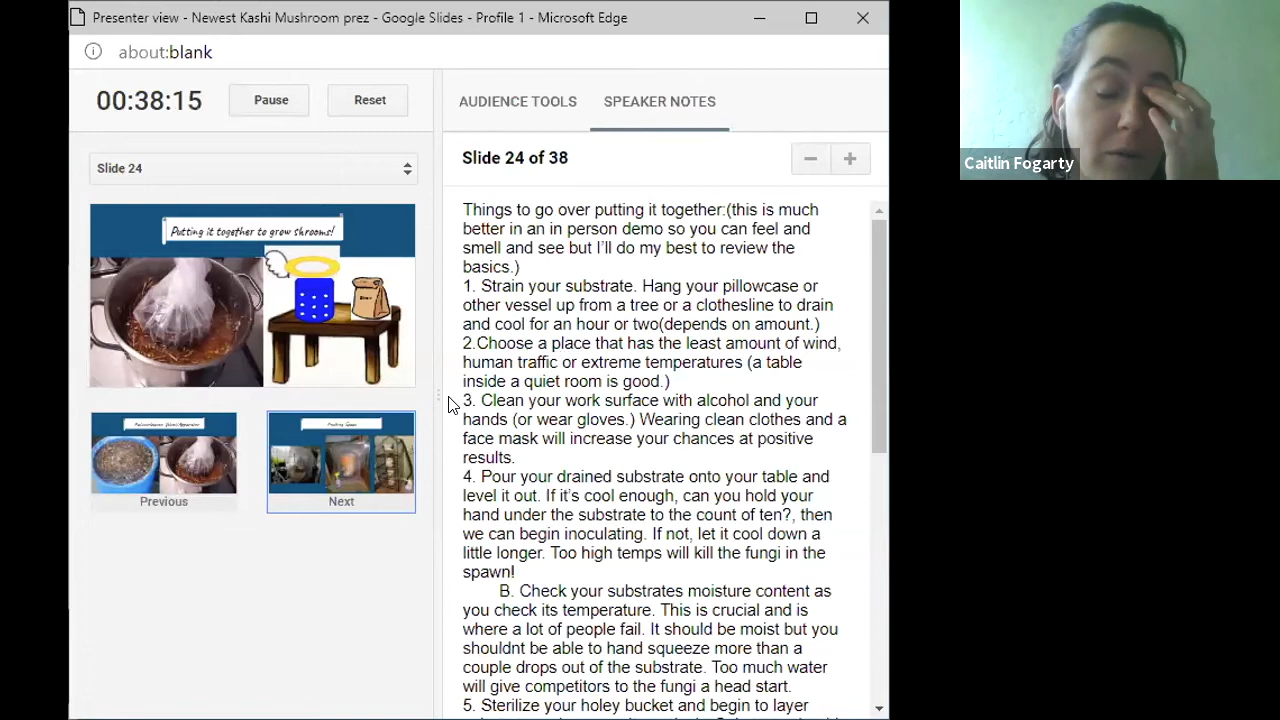 Presenter view - Newest Kashi Mushroom prez - Google Slides - Profile 1 - Microsoft Edge
about:blank
00:38:15
Pause
Reset
AUDIENCE TOOLS
SPEAKER NOTES
Slide 24
Slide 24 of 38
Putting it together to grow shrooms!
Previous
Next
Things to go over putting it together:(this is much
better in an in person demo so you can feel and
smell and see but I'll do my best to review the
basics.)
1. Strain your substrate. Hang your pillowcase or
other vessel up from a tree or a clothesline to drain
and cool for an hour or two(depends on amount.)
2.Choose a place that has the least amount of wind,
human traffic or extreme temperatures (a table
inside a quiet room is good.)
3. Clean your work surface with alcohol and your
hands (or wear gloves.) Wearing clean clothes and a
face mask will increase your chances at positive
results.
4. Pour your drained substrate onto your table and
level it out. If it's cool enough, can you hold your
hand under the substrate to the count of ten?, then
we can begin inoculating. If not, let it cool down a
little longer. Too high temps will kill the fungi in the
spawn!
B. Check your substrates moisture content as
you check its temperature. This is crucial and is
where a lot of people fail. It should be moist but you
shouldnt be able to hand squeeze more than a
couple drops out of the substrate. Too much water
will give competitors to the fungi a head start.
5. Sterilize your holey bucket and begin to layer
Caitlin Fogarty